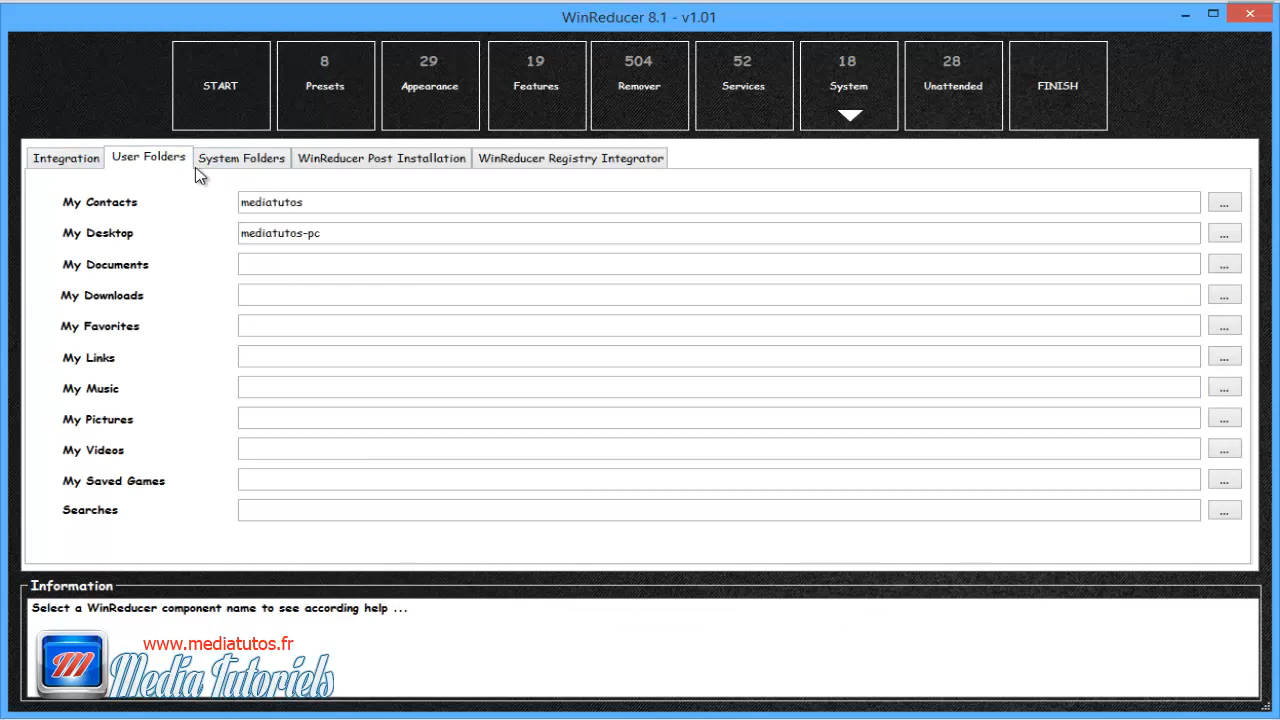 WinReducer 8.1 - v1.01
START
8
Presets
29
Appearance
19
Features
504
Remover
52
Services
18
System
28
Unattended
FINISH
Integration
User Folders
System Folders
WinReducer Post Installation
WinReducer Registry Integrator
My Contacts
mediatutos
...
My Desktop
mediatutos-pc
...
My Documents
...
My Downloads
...
My Favorites
...
My Links
...
My Music
...
My Pictures
...
My Videos
...
My Saved Games
...
Searches
...
Information
Select a WinReducer component name to see according help ...
www.mediatutos.fr
m
Media Tutoriels